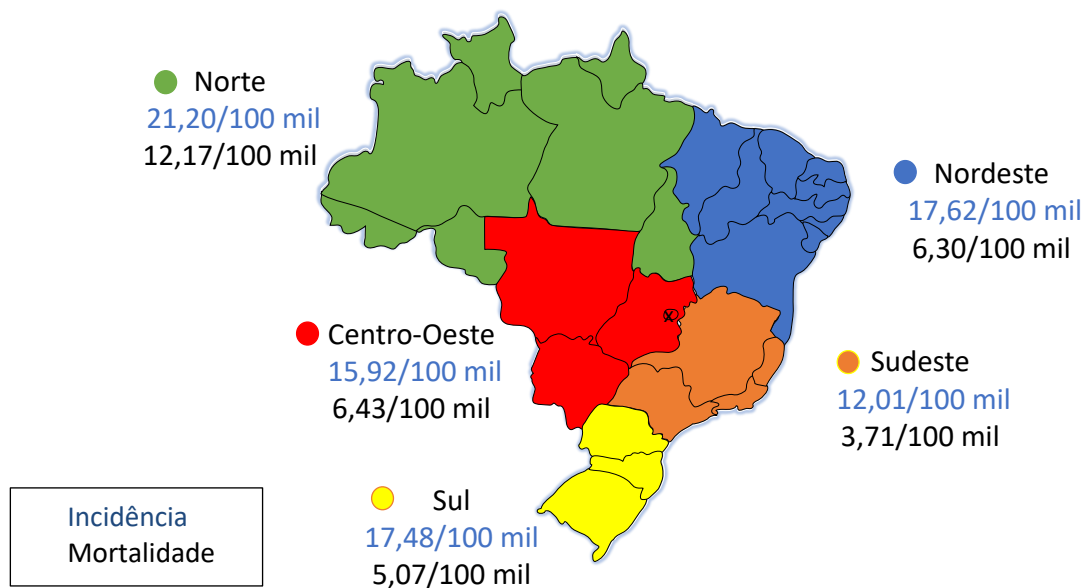 Norte
21,20/100 mil
12,17/100 mil
Nordeste
17,62/100 mil
6,30/100 mil
Centro-Oeste
15,92/100 mil
6,43/100 mil
x
Sudeste
12,01/100 mil
3,71/100 mil
Sul
17,48/100 mil
5,07/100 mil
Incidência
Mortalidade